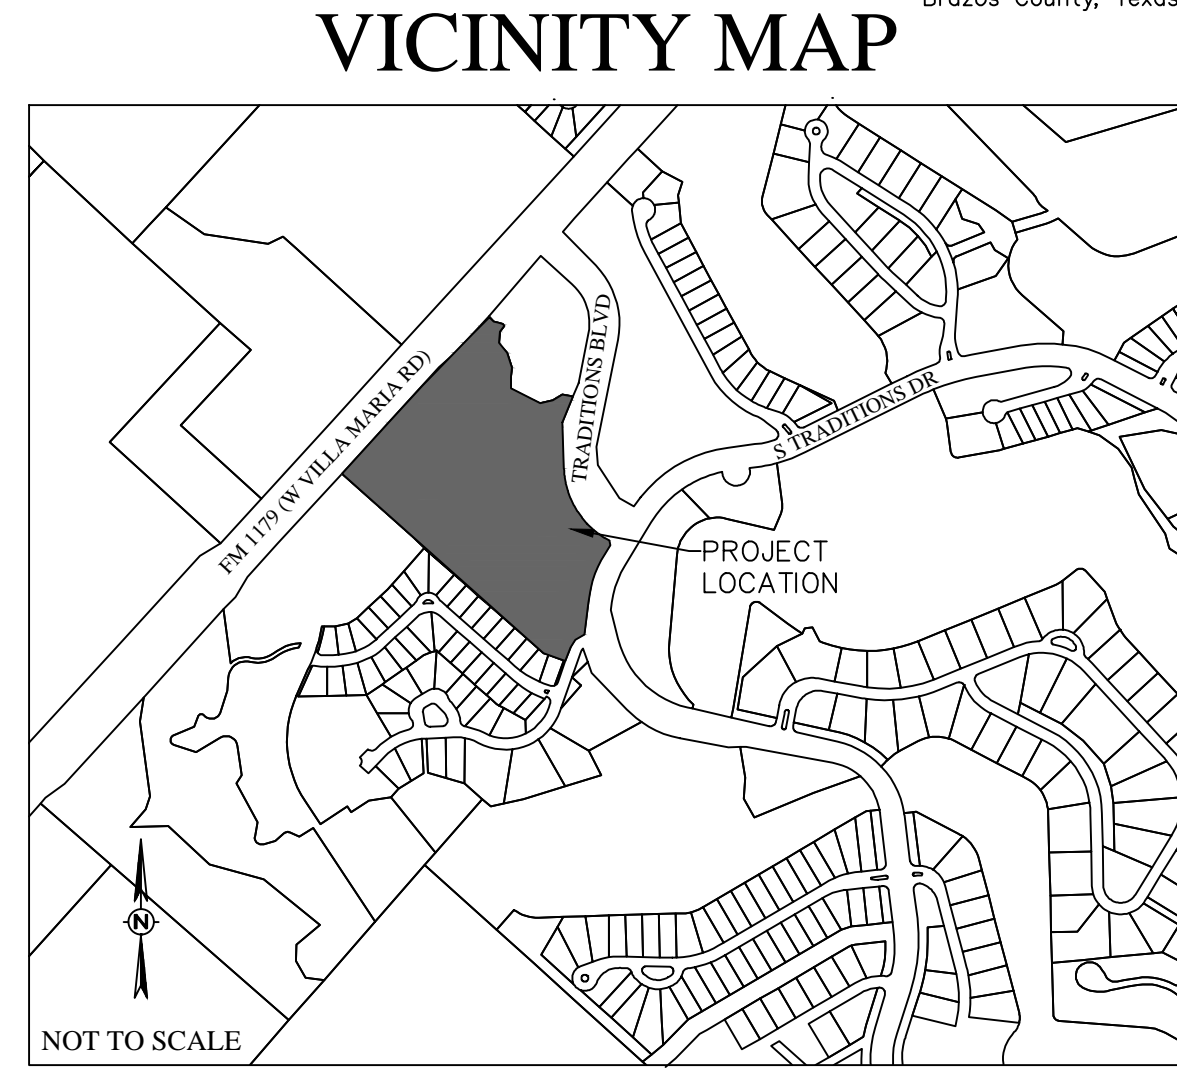 Brazos County, Texas
VICINITY MAP
TRADITIONS BLVD
FM 1179 (W VILLA MARIA RD)
S TRADITIONS DR
PROJECT
LOCATION
N
NOT TO SCALE